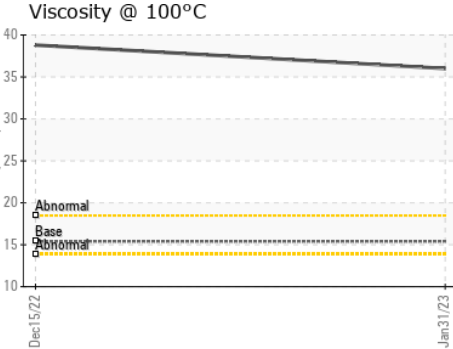 Viscosity @ 100°C
40
35
30
25
20
15
10
Abnormal
Base
Abnormal
Dec15/22
Jan31/23